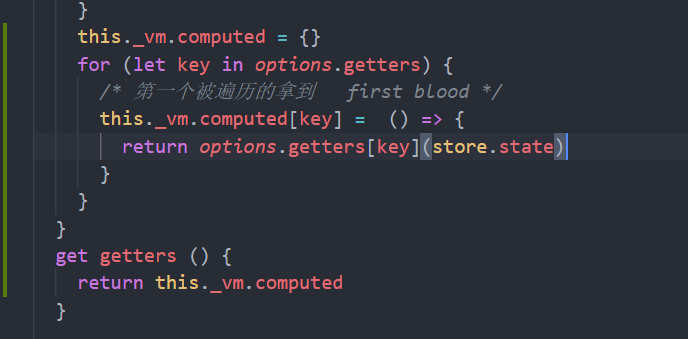 }
this._vm.computed = {}
for (let key in options.getters) {
/* 第一个被遍历的拿到 first blood */
this._vm.computed[key] = () => {
return options.getters[key](store.state)
}
}
}
get getters () {
return this._vm.computed
}